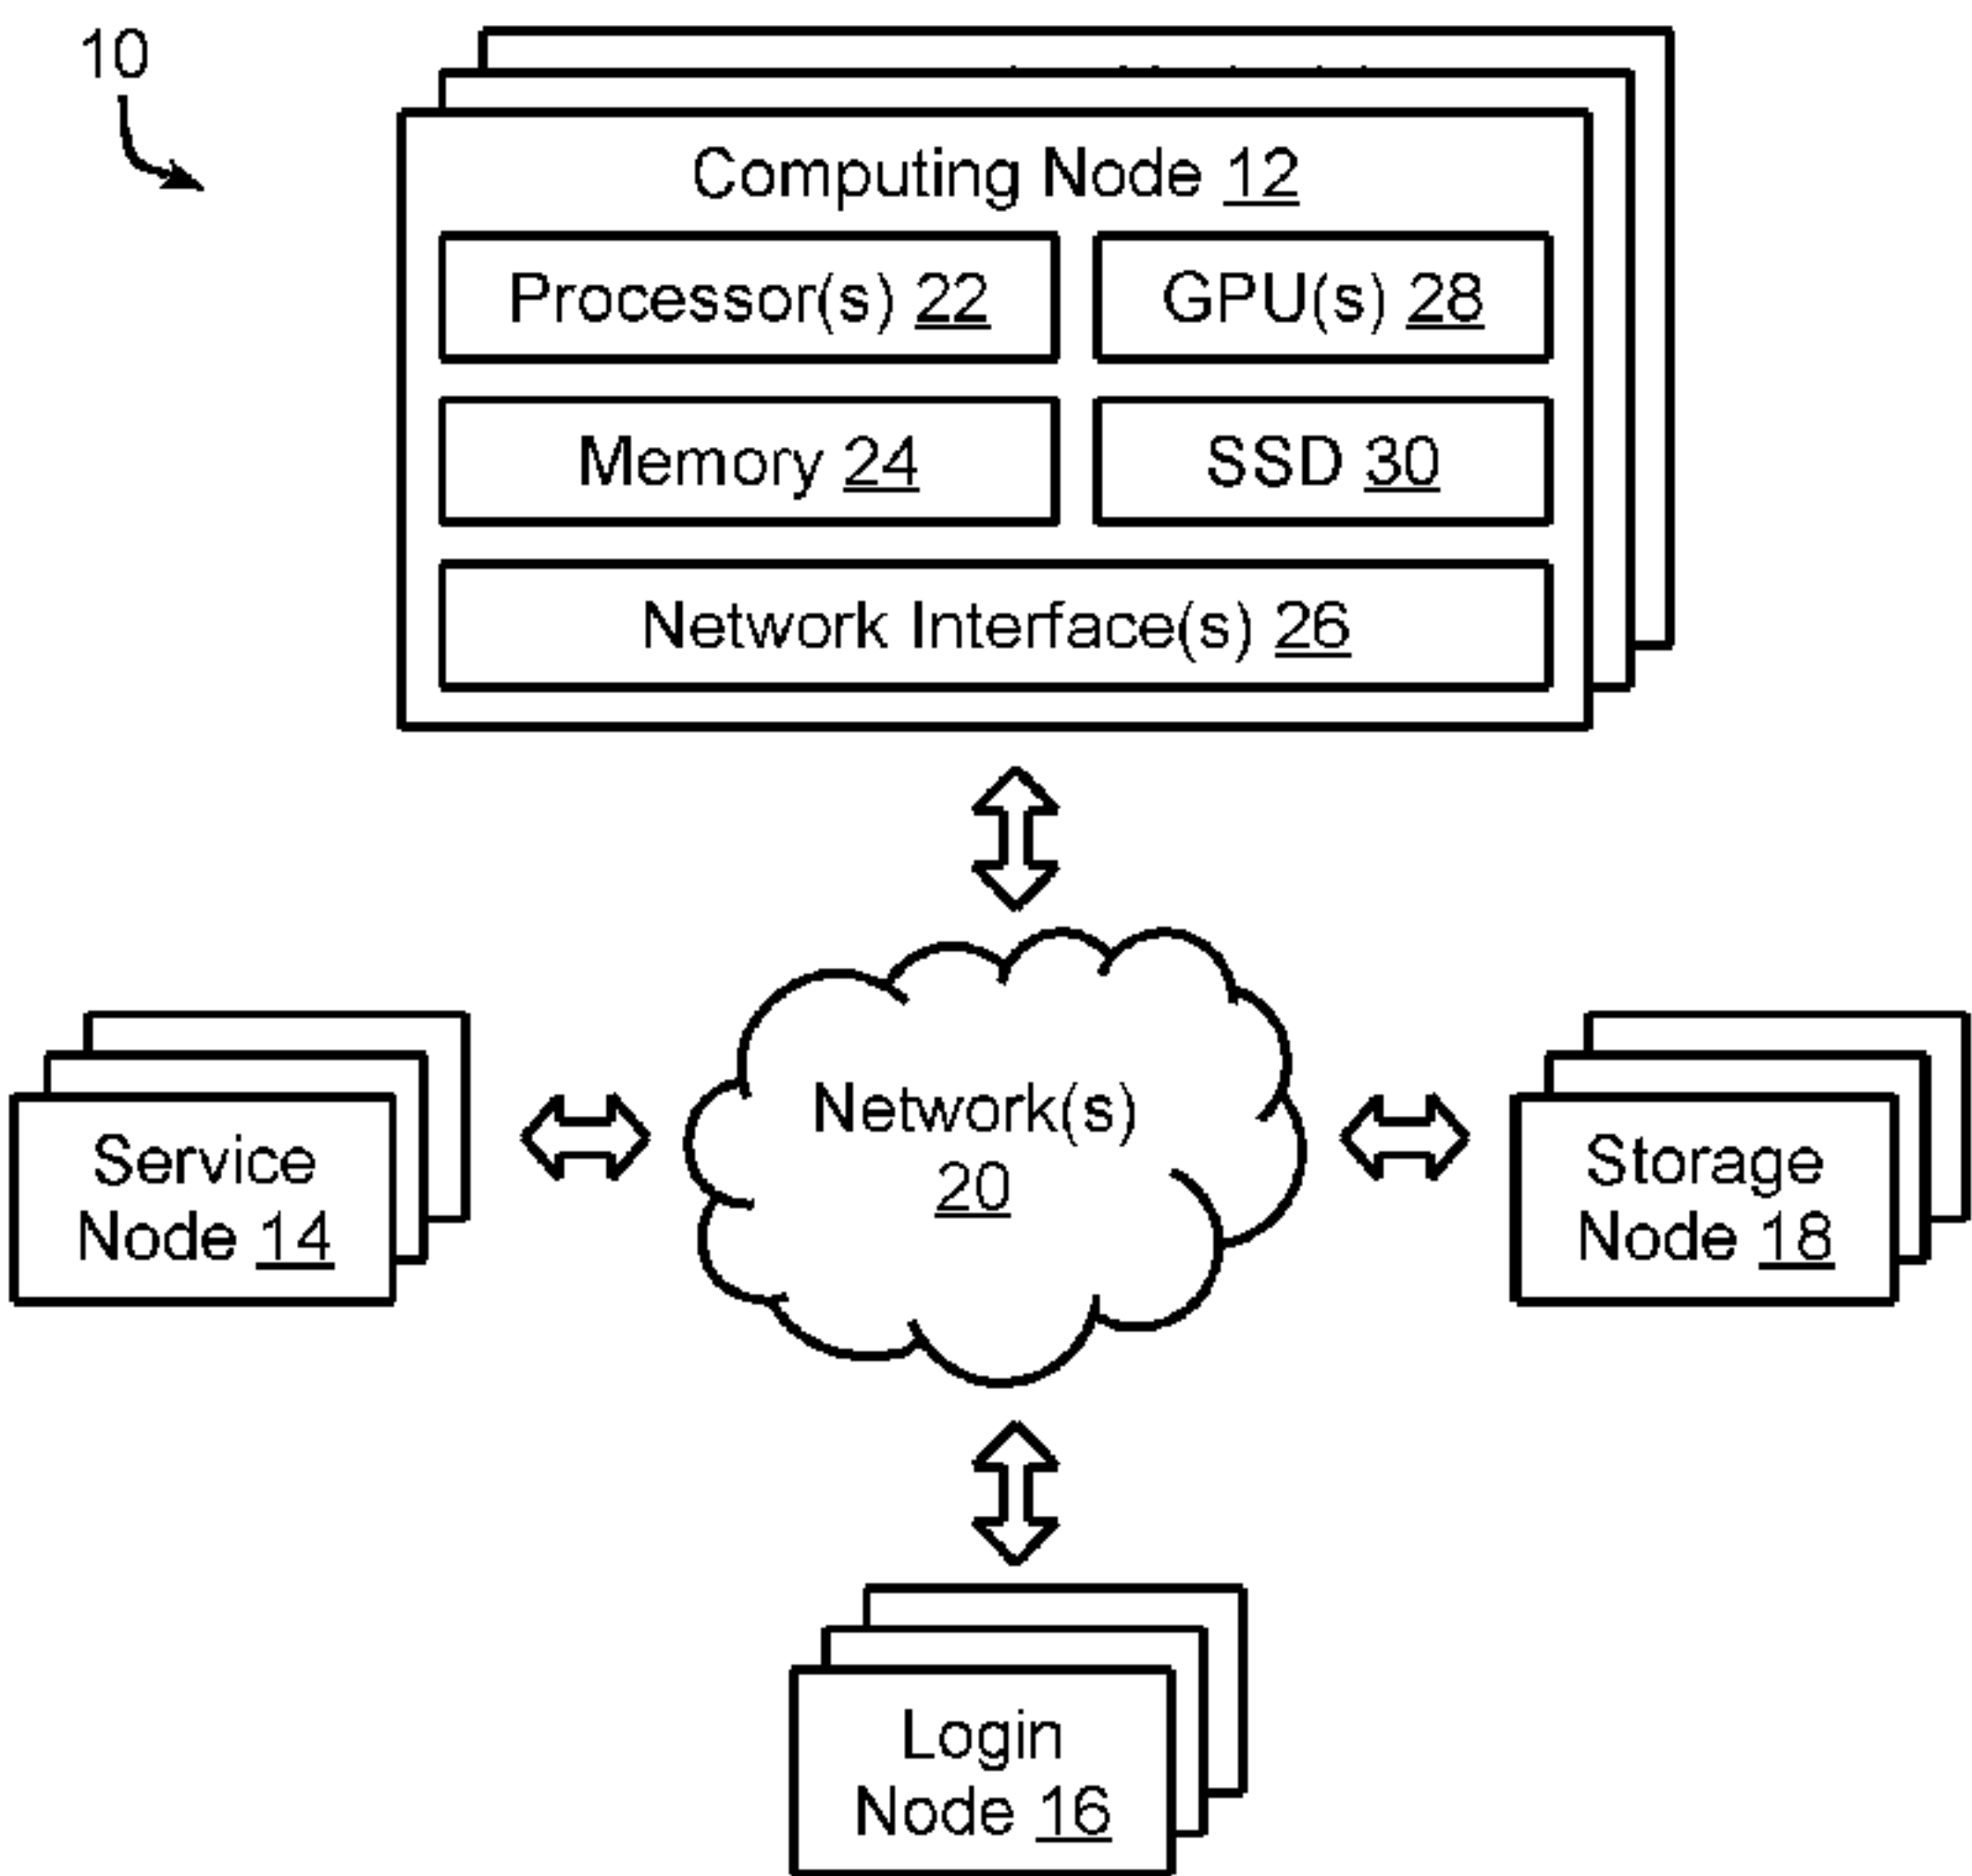 10
Computing Node 12
Processor(s) 22
GPU(s) 28
Memory 24
SSD 30
Network Interface(s) 26
Network(s)
20
Service
Node 14
Storage
Node 18
Login
Node 16